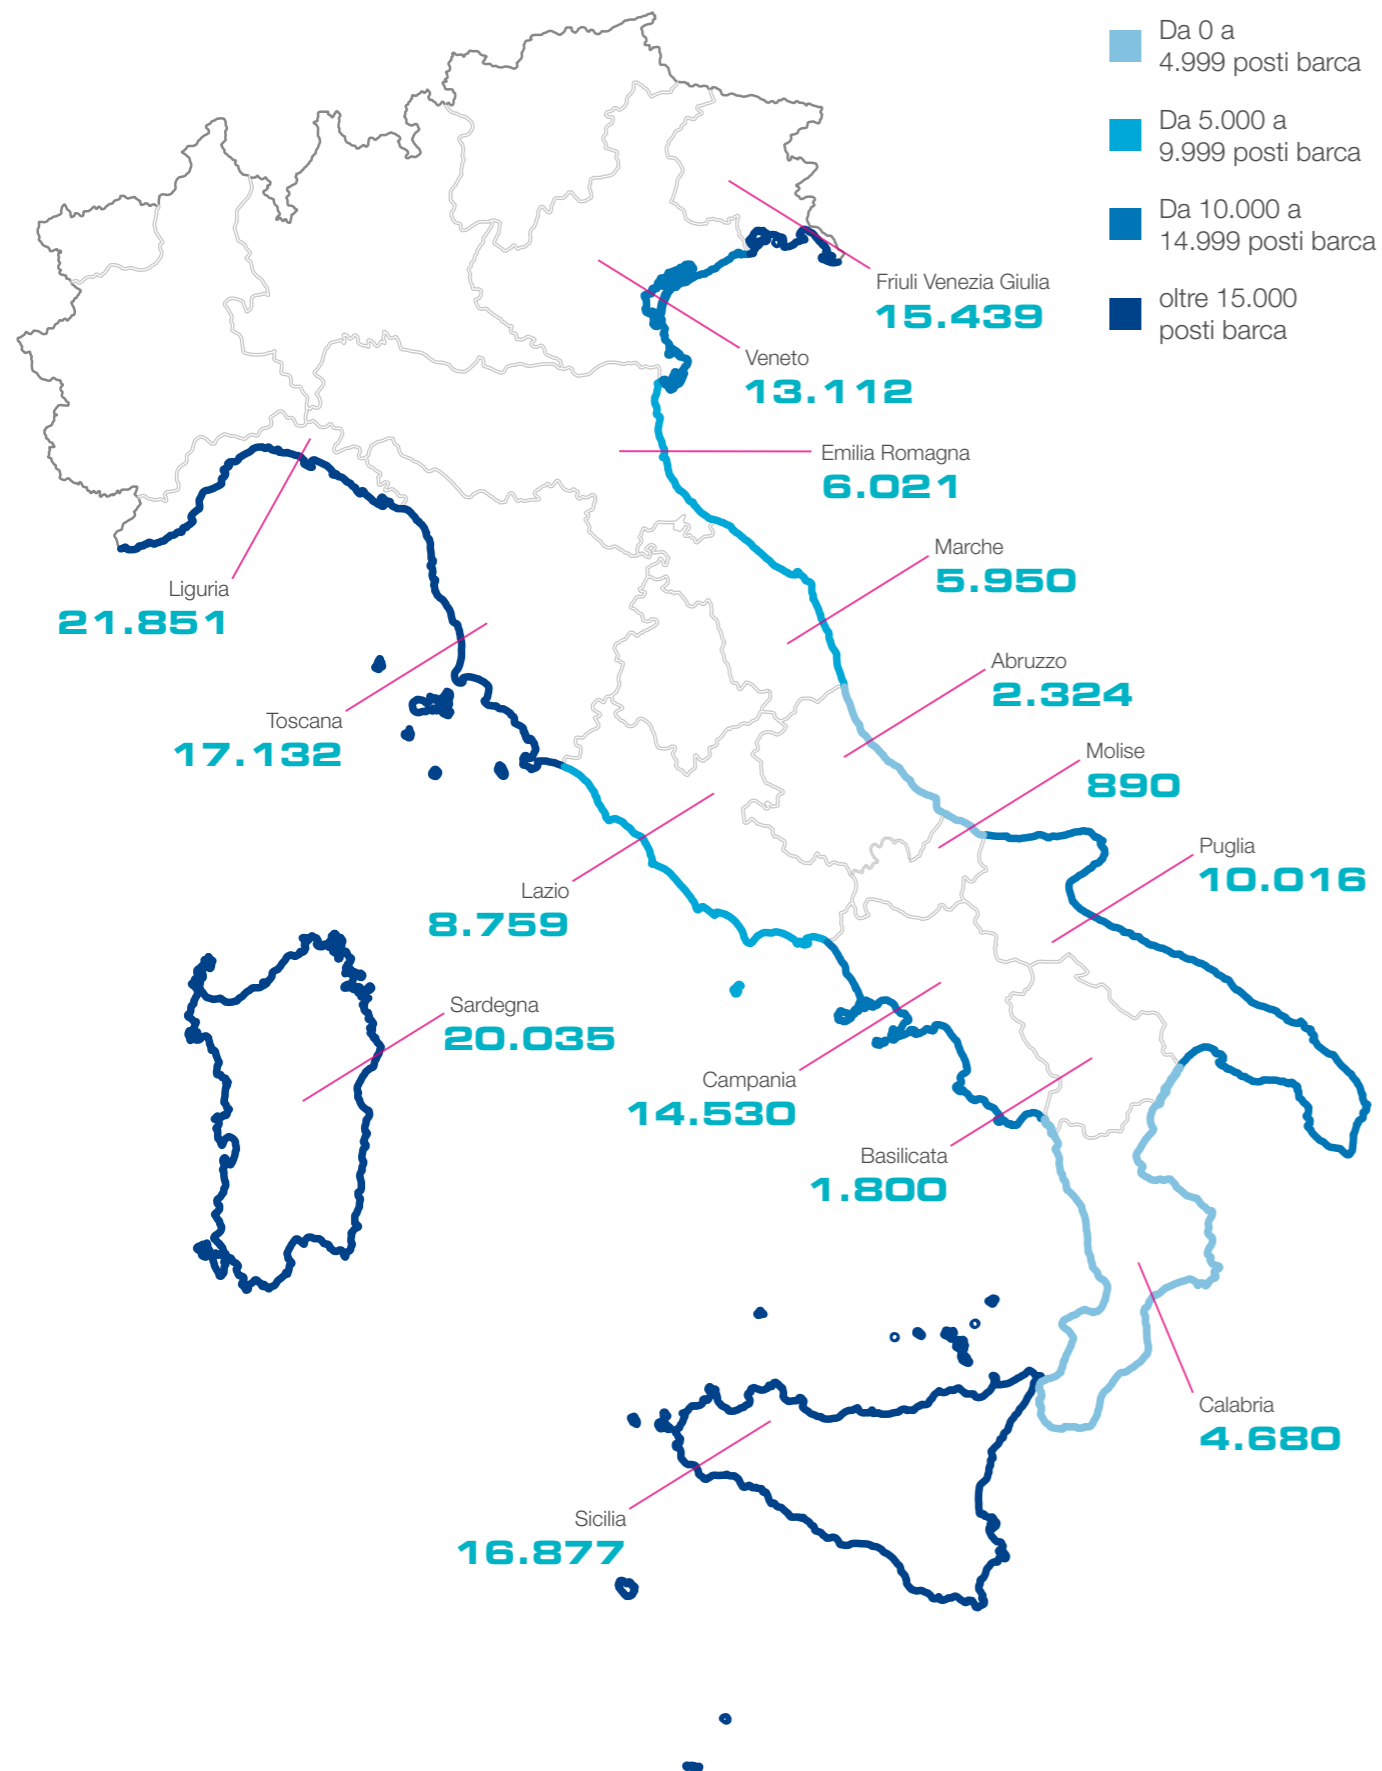 Da 0 a
4.999 posti barca
Da 5.000 a
9.999 posti barca
Da 10.000 a
14.999 posti barca
oltre 15.000
posti barca
Friuli Venezia Giulia
15.439
Veneto
13.112
Emilia Romagna
6.021
Marche
5.950
Liguria
21.851
Abruzzo
2.324
Toscana
17.132
Molise
890
Puglia
10.016
Lazio
8.759
Sardegna
20.035
Campania
14.530
Basilicata
1.800
Calabria
4.680
Sicilia
16.877